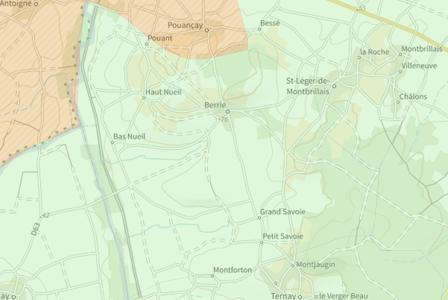 Antoigné
Pouançay
Bessé
Pouant
la Roche
Montbrillais
Villeneuve
St-Léger-de-
Montbrillais
Haut Nueil
Châlons
Berrie
Bas Nueil
Grand Savoie
D63
Petit Savoie
Montforton
Montjaugin
Ternay
le Verger Beau